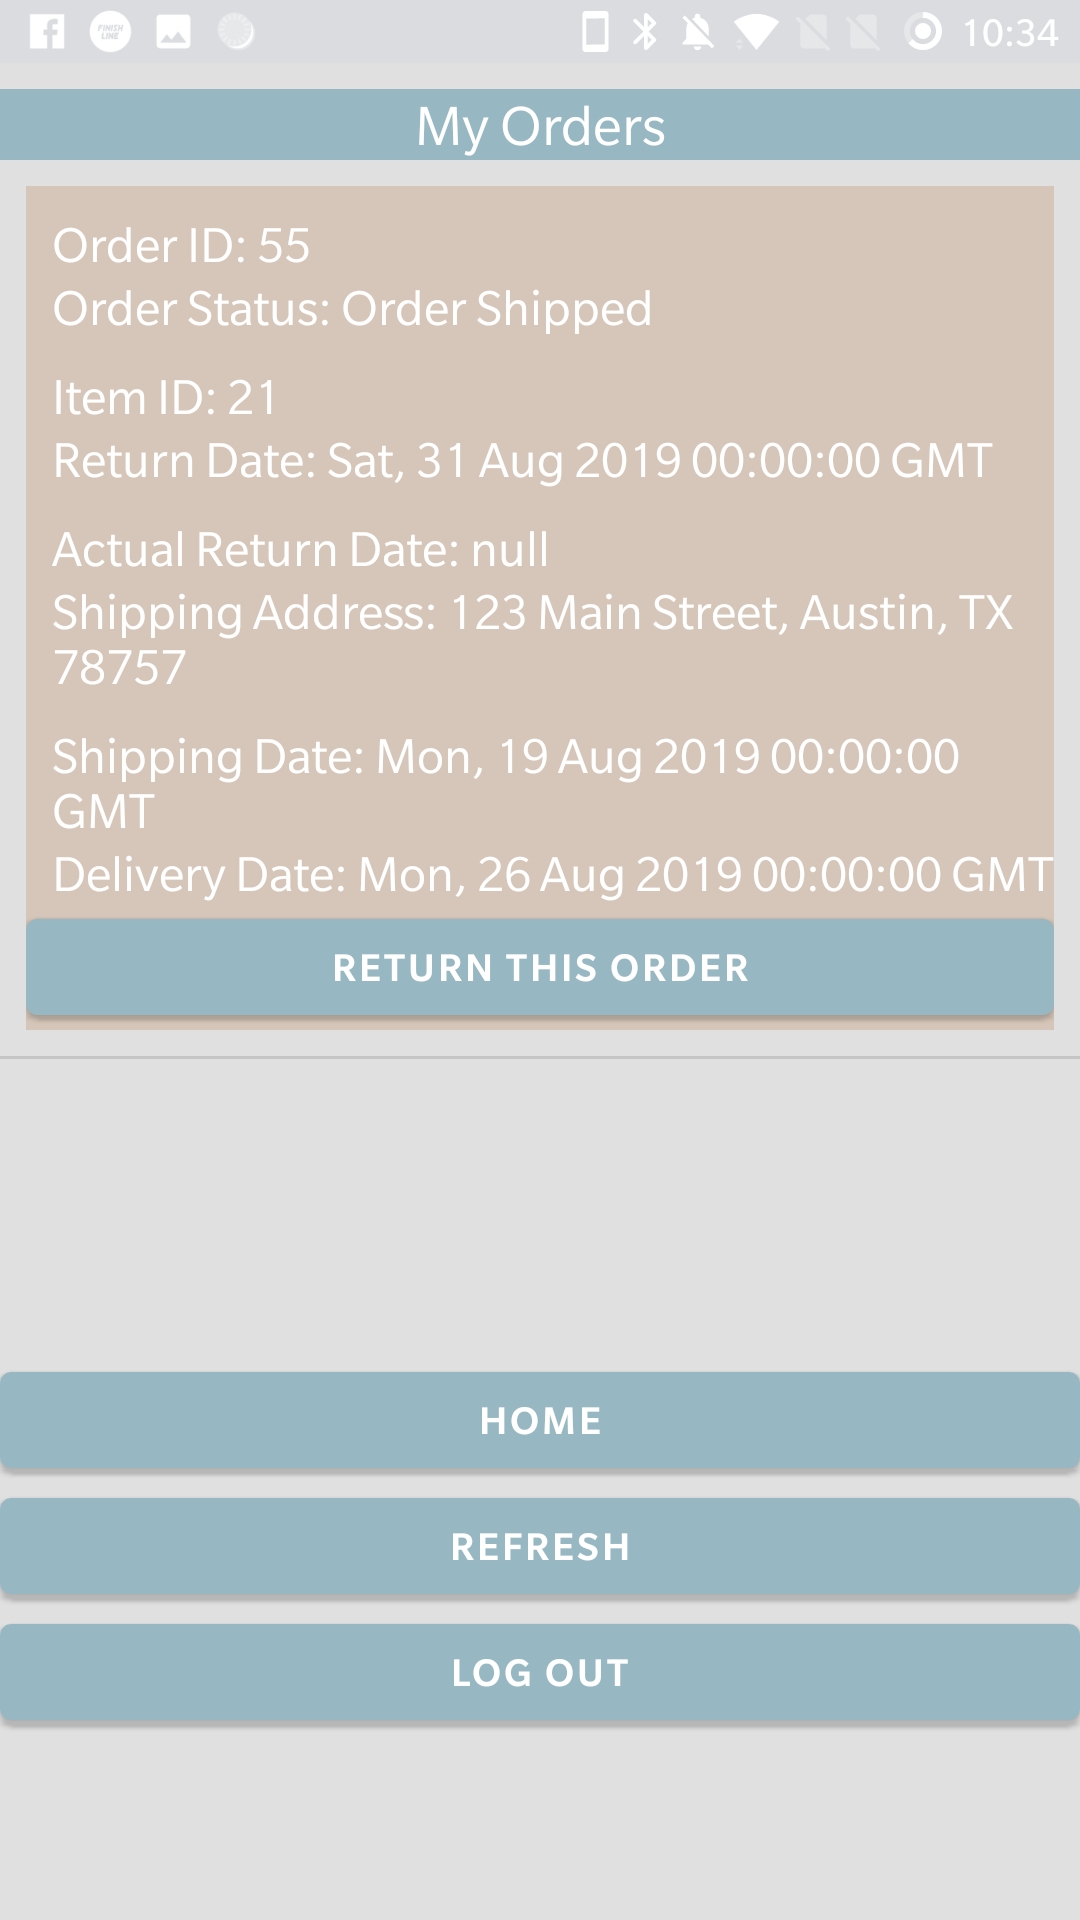 FINISH
LINE
10:34
My Orders
Order ID: 55
Order Status: Order Shipped
Item ID: 21
Return Date: Sat, 31 Aug 2019 00:00:00 GMT
Actual Return Date: null
Shipping Address: 123 Main Street, Austin, TX
78757
Shipping Date: Mon, 19 Aug 2019 00:00:00
GMT
Delivery Date: Mon, 26 Aug 2019 00:00:00 GMT
RETURN THIS ORDER
HOME
REFRESH
LOG OUT